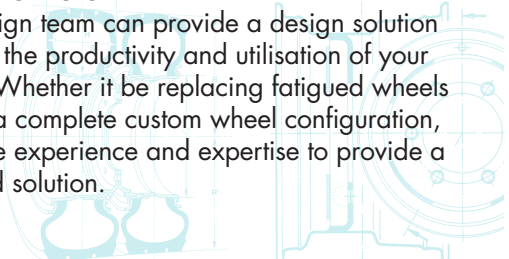 ign team can provide a design solution
the productivity and utilisation of your
Whether it be replacing fatigued wheels
a complete custom wheel configuration,
e experience and expertise to provide a
d solution.